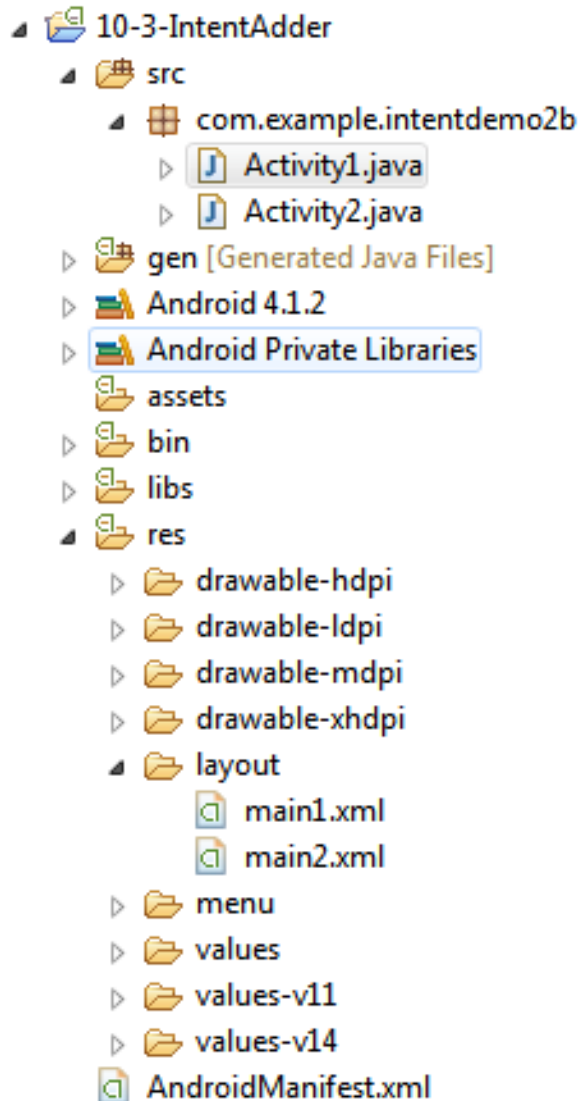 10-3-IntentAdder
src
com.example.intentdemo2b
Activity1.java
Activity2.java
gen [Generated Java Files]
Android 4.1.2
Android Private Libraries
assets
bin
libs
res
drawable-hdpi
drawable-ldpi
drawable-mdpi
drawable-xhdpi
layout
main1.xml
main2.xml
menu
values
values-v11
values-v14
AndroidManifest.xml